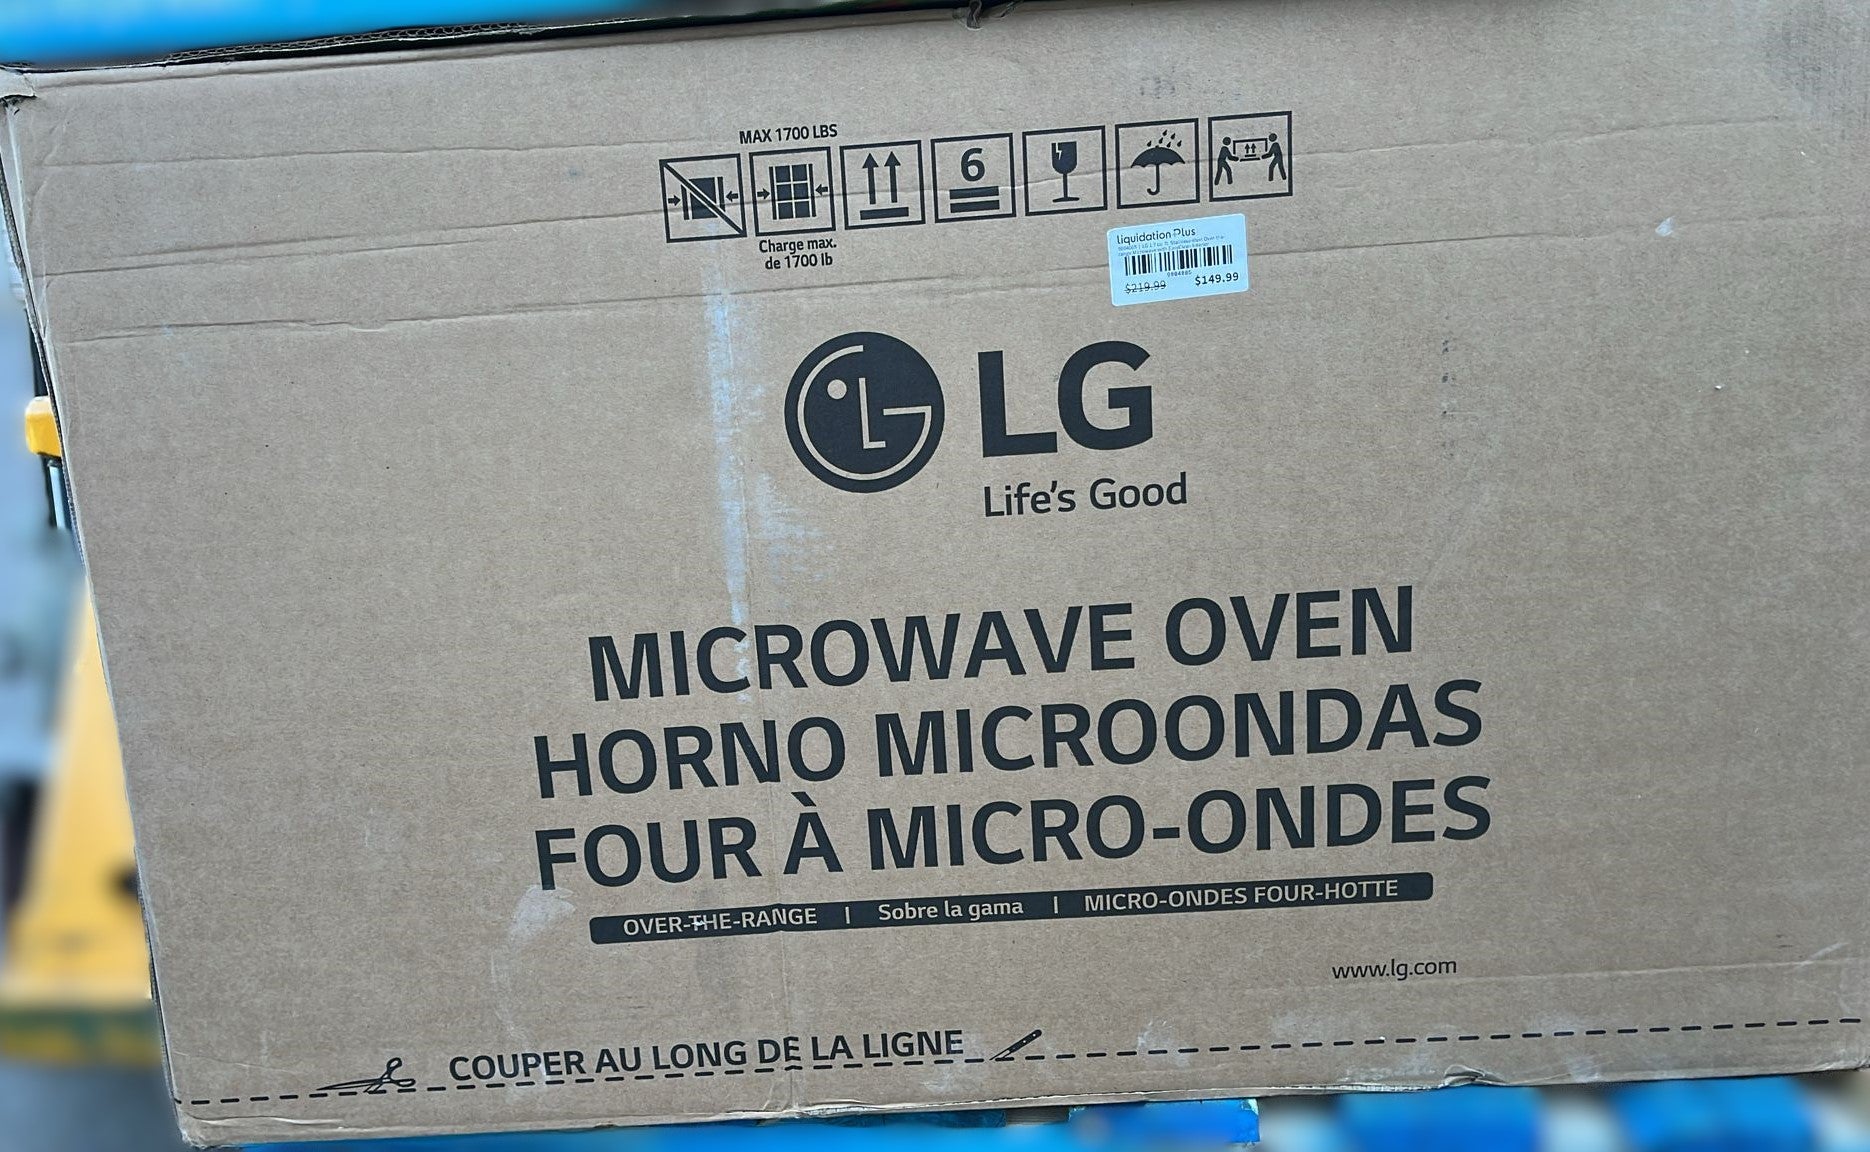 MAX 1700 LBS
6
Charge max.
de 1700 lb
liquidation Plus
$219.99 $149.99
LG
Life's Good
MICROWAVE OVEN
HORNO MICROONDAS
FOUR À MICRO-ONDES
OVER-THE-RANGE | Sobre la gama | MICRO-ONDES FOUR-HOTTE
www.lg.com
COUPER AU LONG DE LA LIGNE